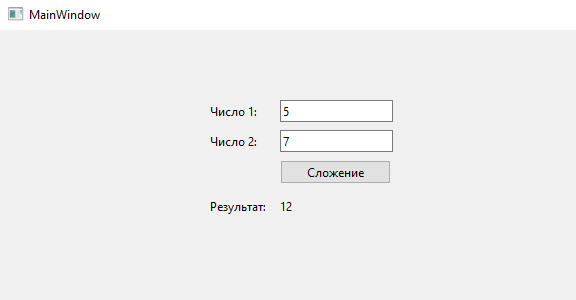 MainWindow
Число 1: 5
Число 2: 7
Сложение
Результат: 12